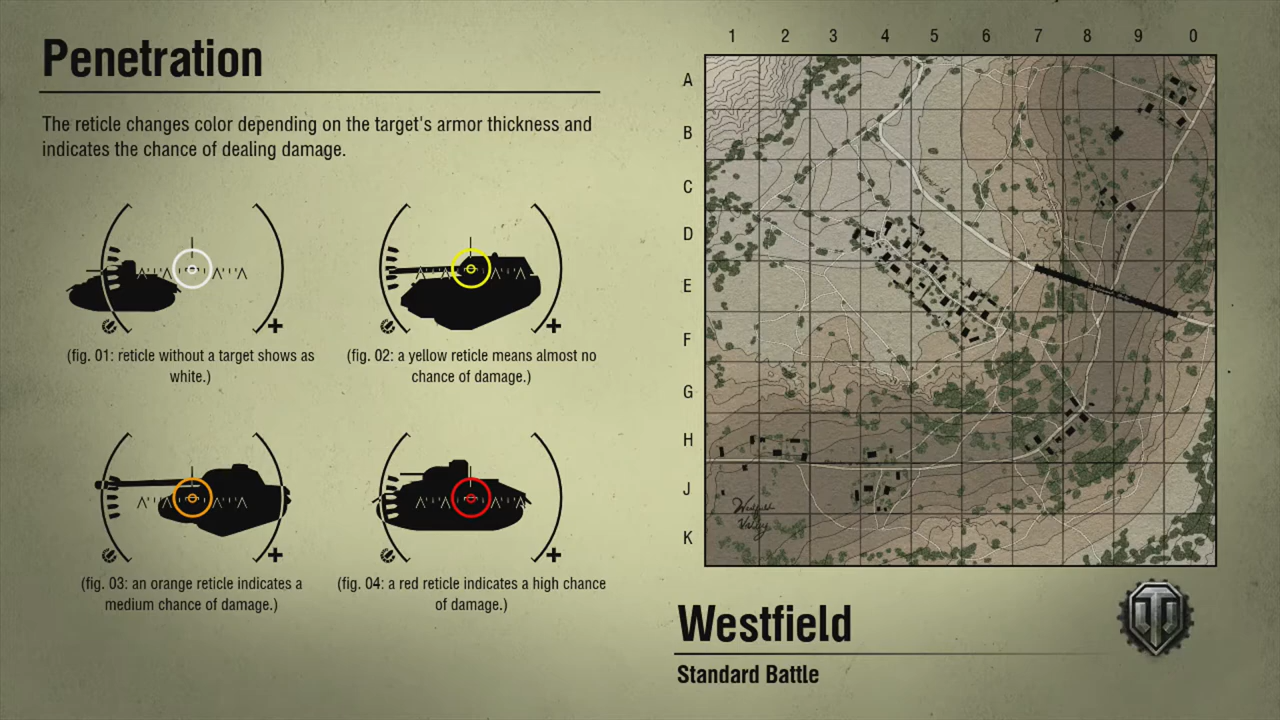 Penetration
The reticle changes color depending on the target's armor thickness and
indicates the chance of dealing damage.
(fig. 01: reticle without a target shows as
white.)
(fig. 02: a yellow reticle means almost no
chance of damage.)
(fig. 03: an orange reticle indicates a
medium chance of damage.)
(fig. 04: a red reticle indicates a high chance
of damage.)
1 2 3 4 5 6 7 8 9 0
A
B
C
D
E
F
G
H
J
K
Westfield
Valley
Westfield
Standard Battle